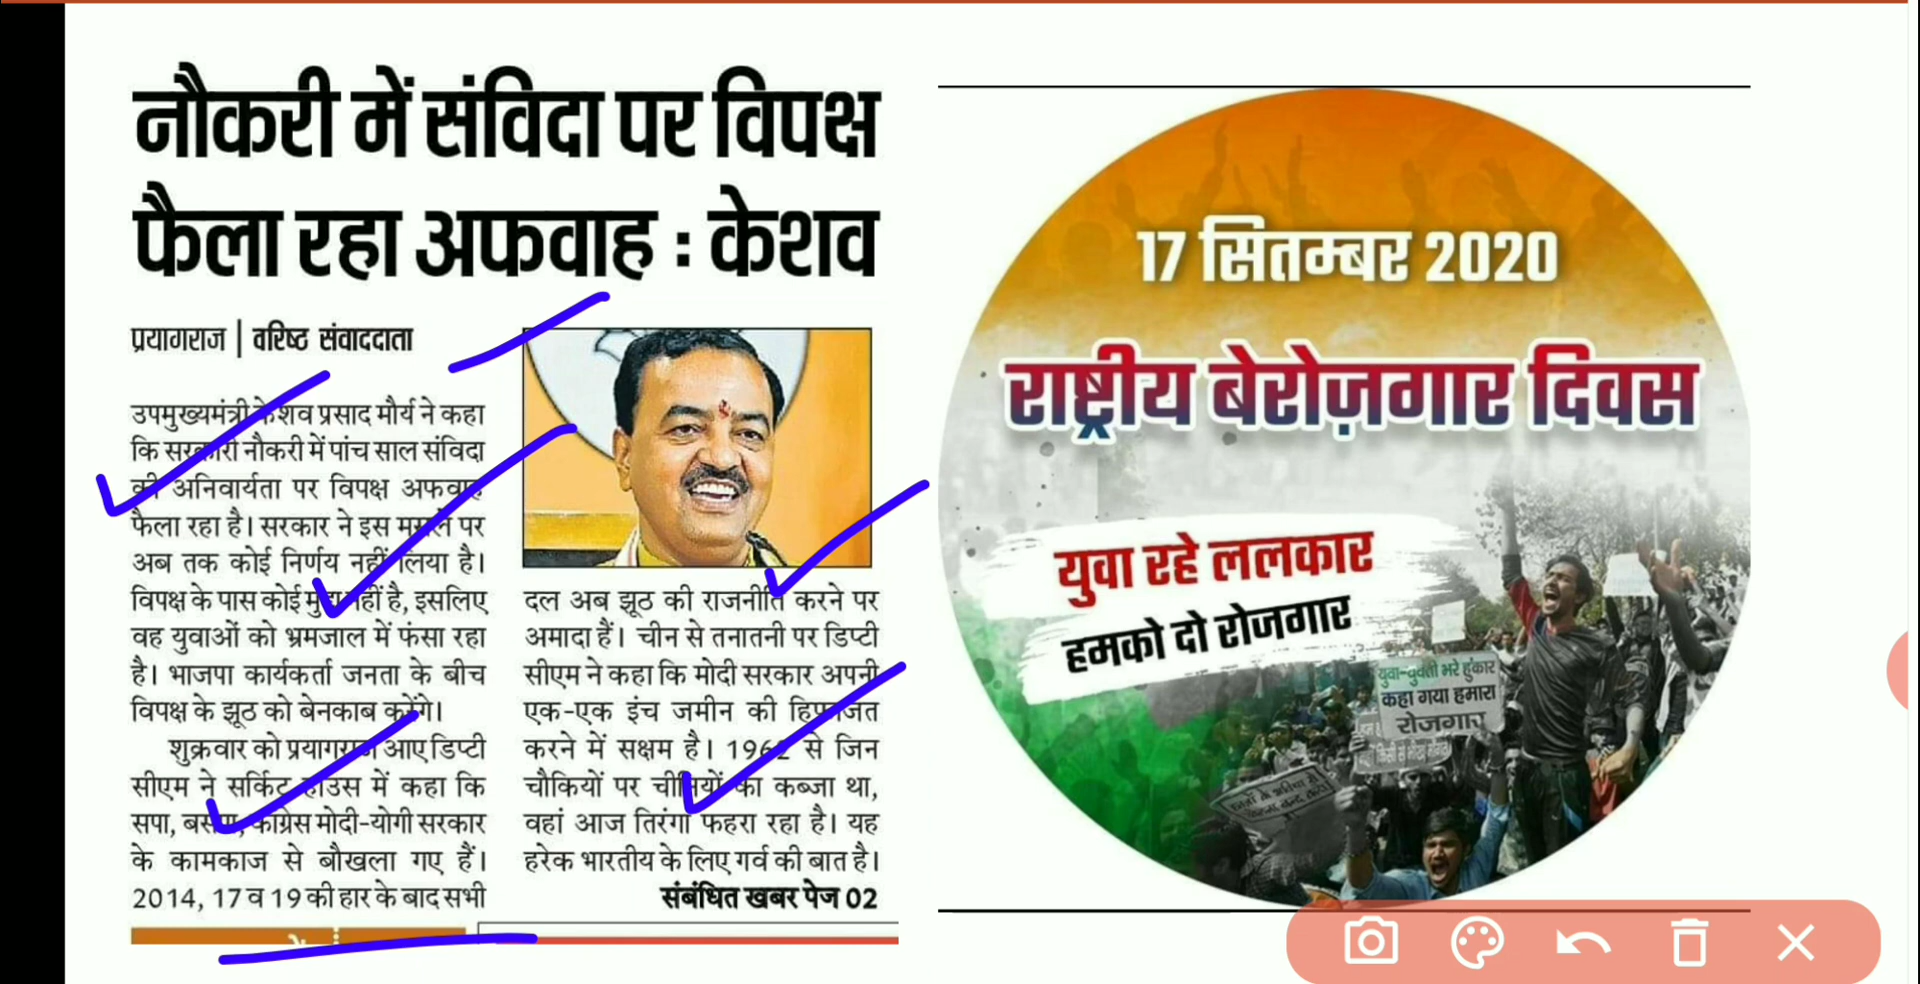 नौकरी में संविदा पर विपक्ष
फैला रहा अफवाह : केशव
प्रयागराज | वरिष्ठ संवाददाता
उपमुख्यमंत्री केशव प्रसाद मौर्य ने कहा
कि सरकारी नौकरी में पांच साल संविदा
की अनिवार्यता पर विपक्ष अफवाह
फैला रहा है। सरकार ने इस मसले पर
अब तक कोई निर्णय नहीं लिया है।
विपक्ष के पास कोई मुद्दा नहीं है, इसलिए
वह युवाओं को भ्रमजाल में फंसा रहा
है। भाजपा कार्यकर्ता जनता के बीच
विपक्ष के झूठ को बेनकाब करेंगे।
शुक्रवार को प्रयागराज आए डिप्टी
सीएम ने सर्किट हाउस में कहा कि
सपा, बसपा, कांग्रेस मोदी-योगी सरकार
के कामकाज से बौखला गए हैं।
2014, 17 व 19 की हार के बाद सभी
दल अब झूठ की राजनीति करने पर
अमादा हैं। चीन से तनातनी पर डिप्टी
सीएम ने कहा कि मोदी सरकार अपनी
एक-एक इंच जमीन की हिफाजत
करने में सक्षम है। 1962 से जिन
चौकियों पर चीनियों का कब्जा था,
वहां आज तिरंगा फहरा रहा है। यह
हरेक भारतीय के लिए गर्व की बात है।
संबंधित खबर पेज 02
17 सितम्बर 2020
राष्ट्रीय बेरोज़गार दिवस
युवा रहे ललकार
हमको दो रोजगार
युवा-युवती भरे हुंकार
कहा गया हमारा
रोजगार